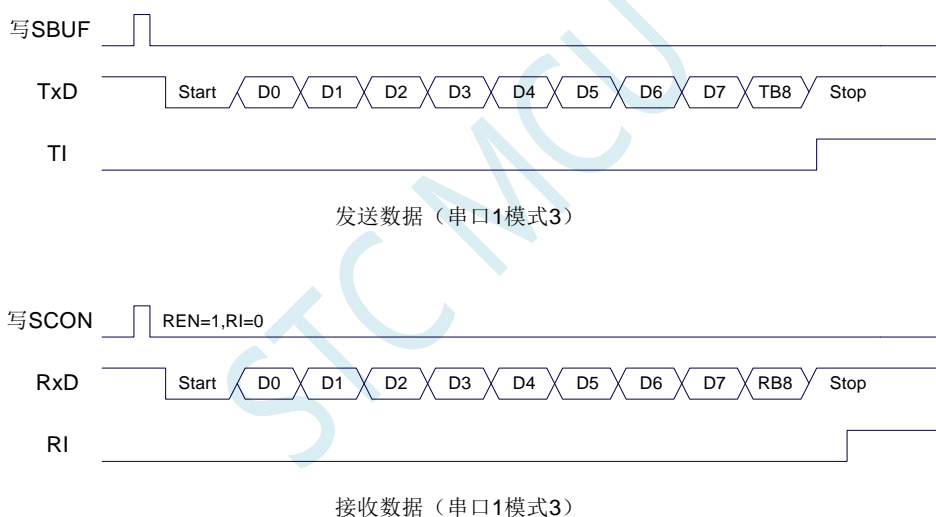 写SBUF
TxD Start D0 D1 D2 D3 D4 D5 D6 D7 TB8 Stop
TI
发送数据（串口1模式3）
写SCON REN=1,RI=0
RxD Start D0 D1 D2 D3 D4 D5 D6 D7 RB8 Stop
RI
接收数据（串口1模式3）
STC MCU